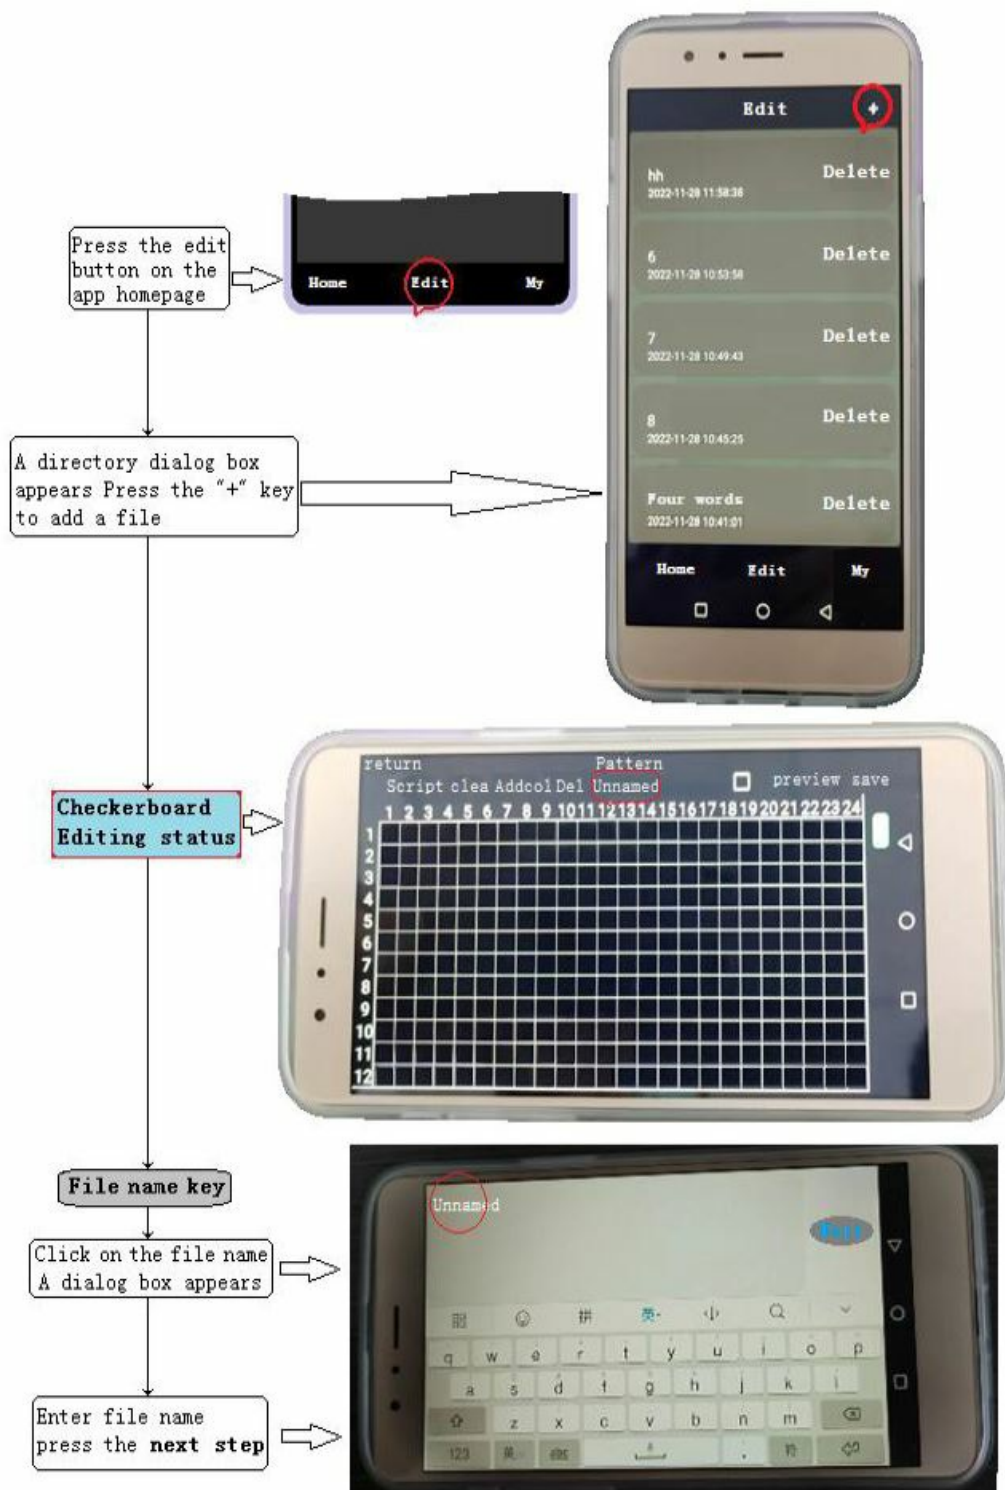 Press the edit
button on the
app homepage
Home Edit My
Edit +
hh Delete
2022-11-28 11:58:38
6 Delete
2022-11-28 10:53:58
7 Delete
2022-11-28 10:49:43
8 Delete
2022-11-28 10:45:25
Four words Delete
2022-11-28 10:41:01
Home Edit My
A directory dialog box
appears Press the "+" key
to add a file
Checkerboard
Editing status
return Pattern
Script clea Addcol Del Unnamed preview save
1 2 3 4 5 6 7 8 9 10 11 12 13 14 15 16 17 18 19 20 21 22 23 24
1
2
3
4
5
6
7
8
9
10
11
12
File name key
Click on the file name
A dialog box appears
Enter file name
press the next step
Unnamed
拼 英
q w e r t y u i o p
a s d f g h j k l
z x c v b n m
123 英 符